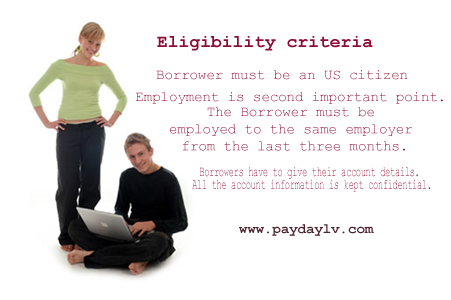 Eligibility criteria
Borrower must be an US citizen
Employment is second important point.
The Borrower must be
employed to the same employer
from the last three months.
Borrowers have to give their account details.
All the account information is kept confidential.
www.paydaylv.com